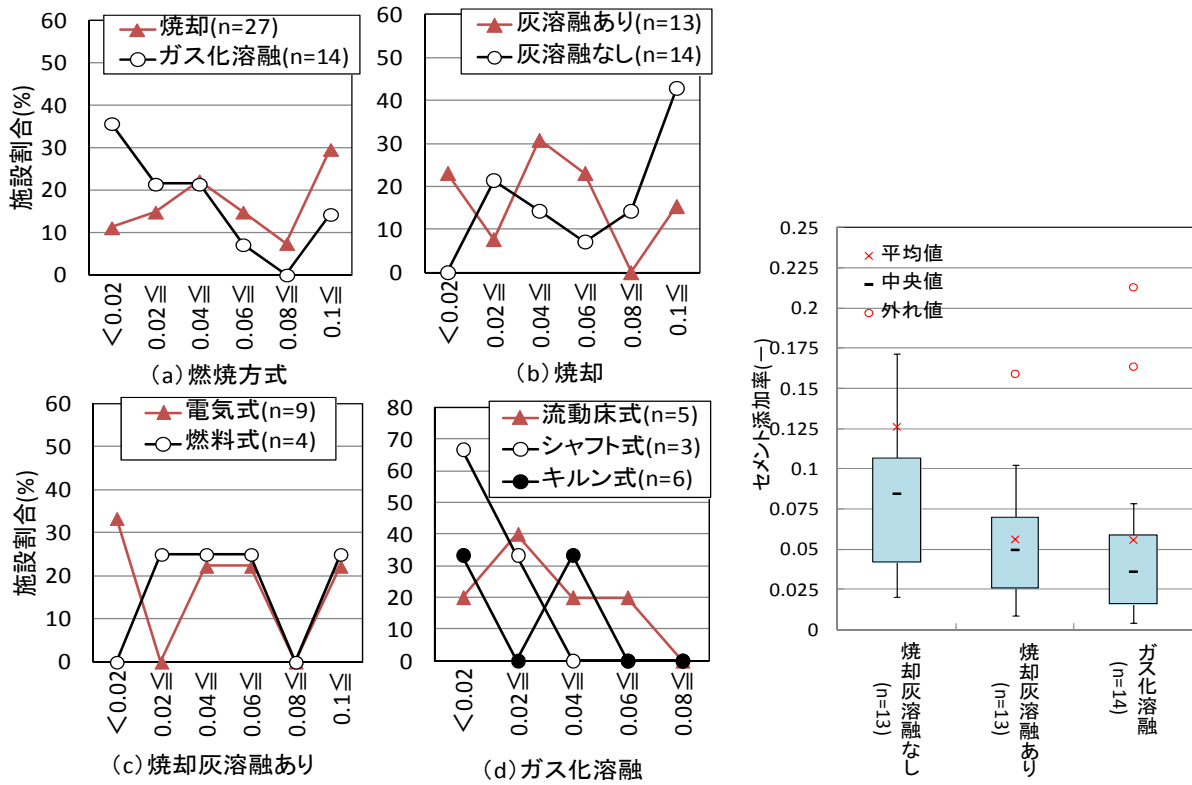 施設割合(%)
60
50
40
30
20
10
0
焼却(n=27)
ガス化溶融(n=14)
<0.02
0.02≦
0.04≦
0.06≦
0.08≦
0.1≦
(a)燃焼方式
60
50
40
30
20
10
0
灰溶融あり(n=13)
灰溶融なし(n=14)
<0.02
0.02≦
0.04≦
0.06≦
0.08≦
0.1≦
(b)焼却
施設割合(%)
60
50
40
30
20
10
0
電気式(n=9)
燃料式(n=4)
<0.02
0.02≦
0.04≦
0.06≦
0.08≦
0.1≦
(c)焼却灰溶融あり
80
70
60
50
40
30
20
10
0
流動床式(n=5)
シャフト式(n=3)
キルン式(n=6)
<0.02
0.02≦
0.04≦
0.06≦
0.08≦
(d)ガス化溶融
セメント添加率(ー)
0.25
0.225
0.2
0.175
0.15
0.125
0.1
0.075
0.05
0.025
0
平均値
中央値
外れ値
焼却灰溶融なし
(n=13)
焼却灰溶融あり
(n=13)
ガス化溶融
(n=14)